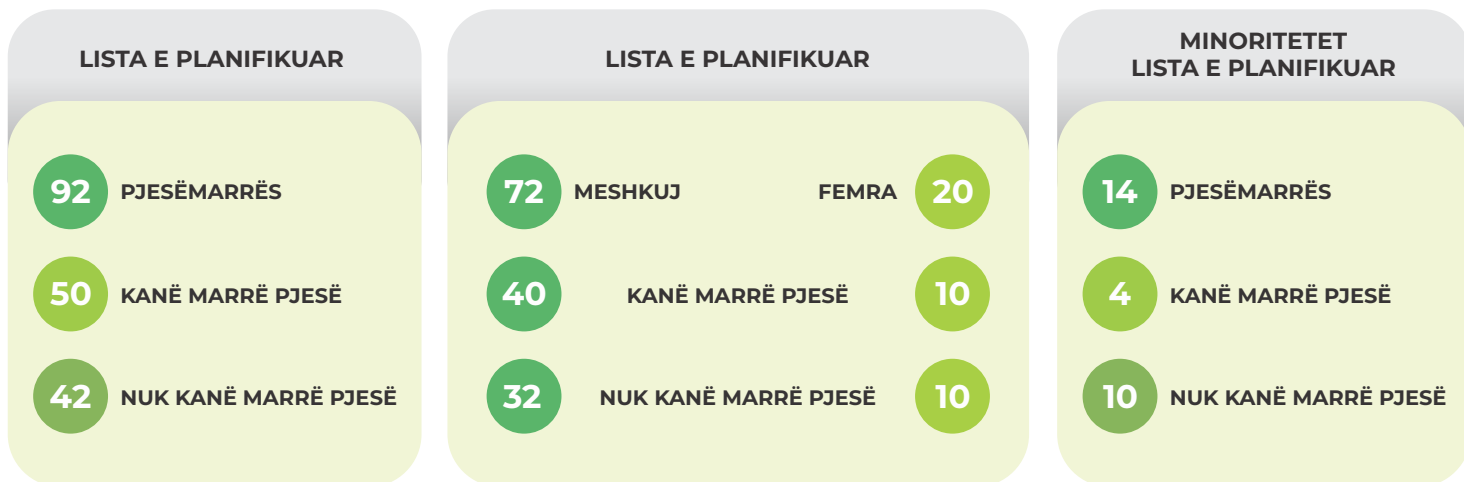 LISTA E PLANIFIKUAR
92 PJESËMARRËS
50 KANË MARRË PJESË
42 NUK KANË MARRË PJESË
LISTA E PLANIFIKUAR
72 MESHKUJ FEMRA 20
40 KANË MARRË PJESË 10
32 NUK KANË MARRË PJESË 10
MINORITETET
LISTA E PLANIFIKUAR
14 PJESËMARRËS
4 KANË MARRË PJESË
10 NUK KANË MARRË PJESË